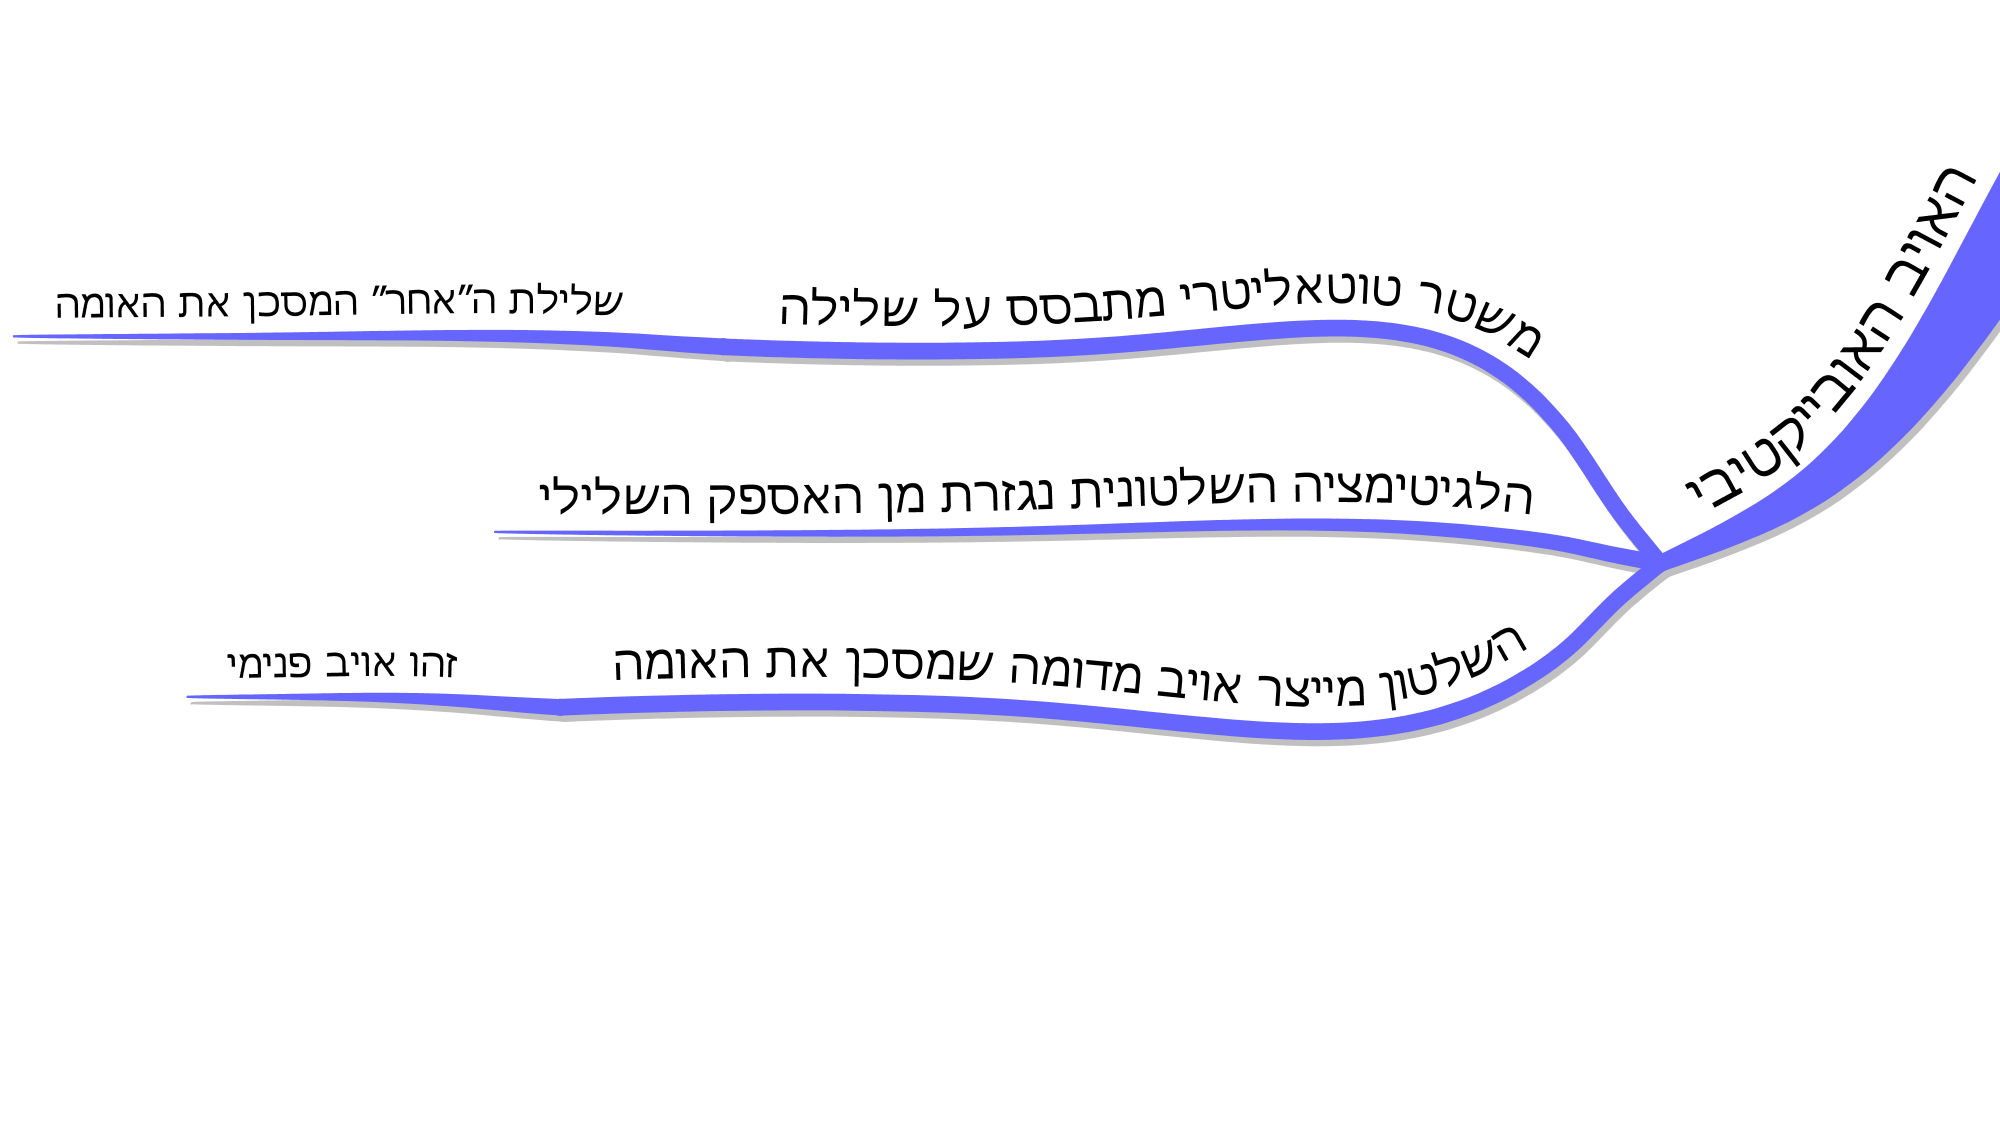 האויב האובייקטיבי
משטר טוטאליטרי מתבסס על שלילה
שלילת ה"אחר" המסכן את האומה
הלגיטימציה השלטונית נגזרת מן האספק השלילי
השלטון מייצר אויב מדומה שמסכן את האומה
זהו אויב פנימי